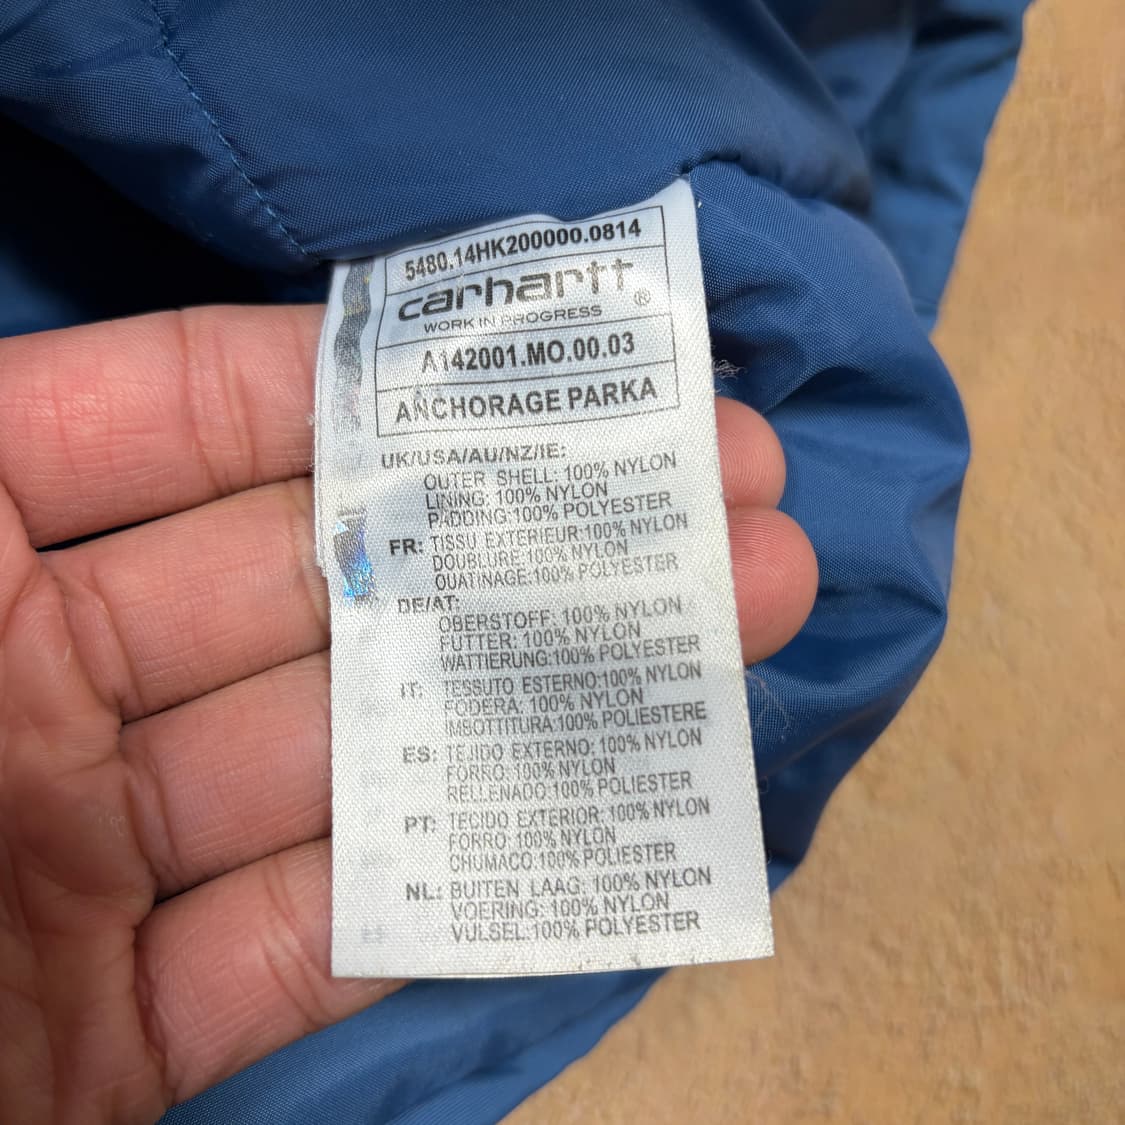 5480.14HK200000.0814
carhartt®
WORK IN PROGRESS
A142001.MO.00.03
ANCHORAGE PARKA
UK/USA/AU/NZ/IE:
OUTER SHELL: 100% NYLON
LINING: 100% NYLON
PADDING:100% POLYESTER
FR: TISSU EXTERIEUR:100% NYLON
DOUBLURE:100% NYLON
OUATINAGE:100% POLYESTER
DE/AT:
OBERSTOFF: 100% NYLON
FUTTER: 100% NYLON
WATTIERUNG:100% POLYESTER
IT: TESSUTO ESTERNO:100% NYLON
FODERA: 100% NYLON
IMBOTTITURA:100% POLIESTERE
ES: TEJIDO EXTERNO: 100% NYLON
FORRO: 100% NYLON
RELLENADO:100% POLIESTER
PT: TECIDO EXTERIOR: 100% NYLON
FORRO: 100% NYLON
CHUMACO:100% POLIESTER
NL: BUITEN LAAG: 100% NYLON
VOERING: 100% NYLON
VULSEL:100% POLYESTER